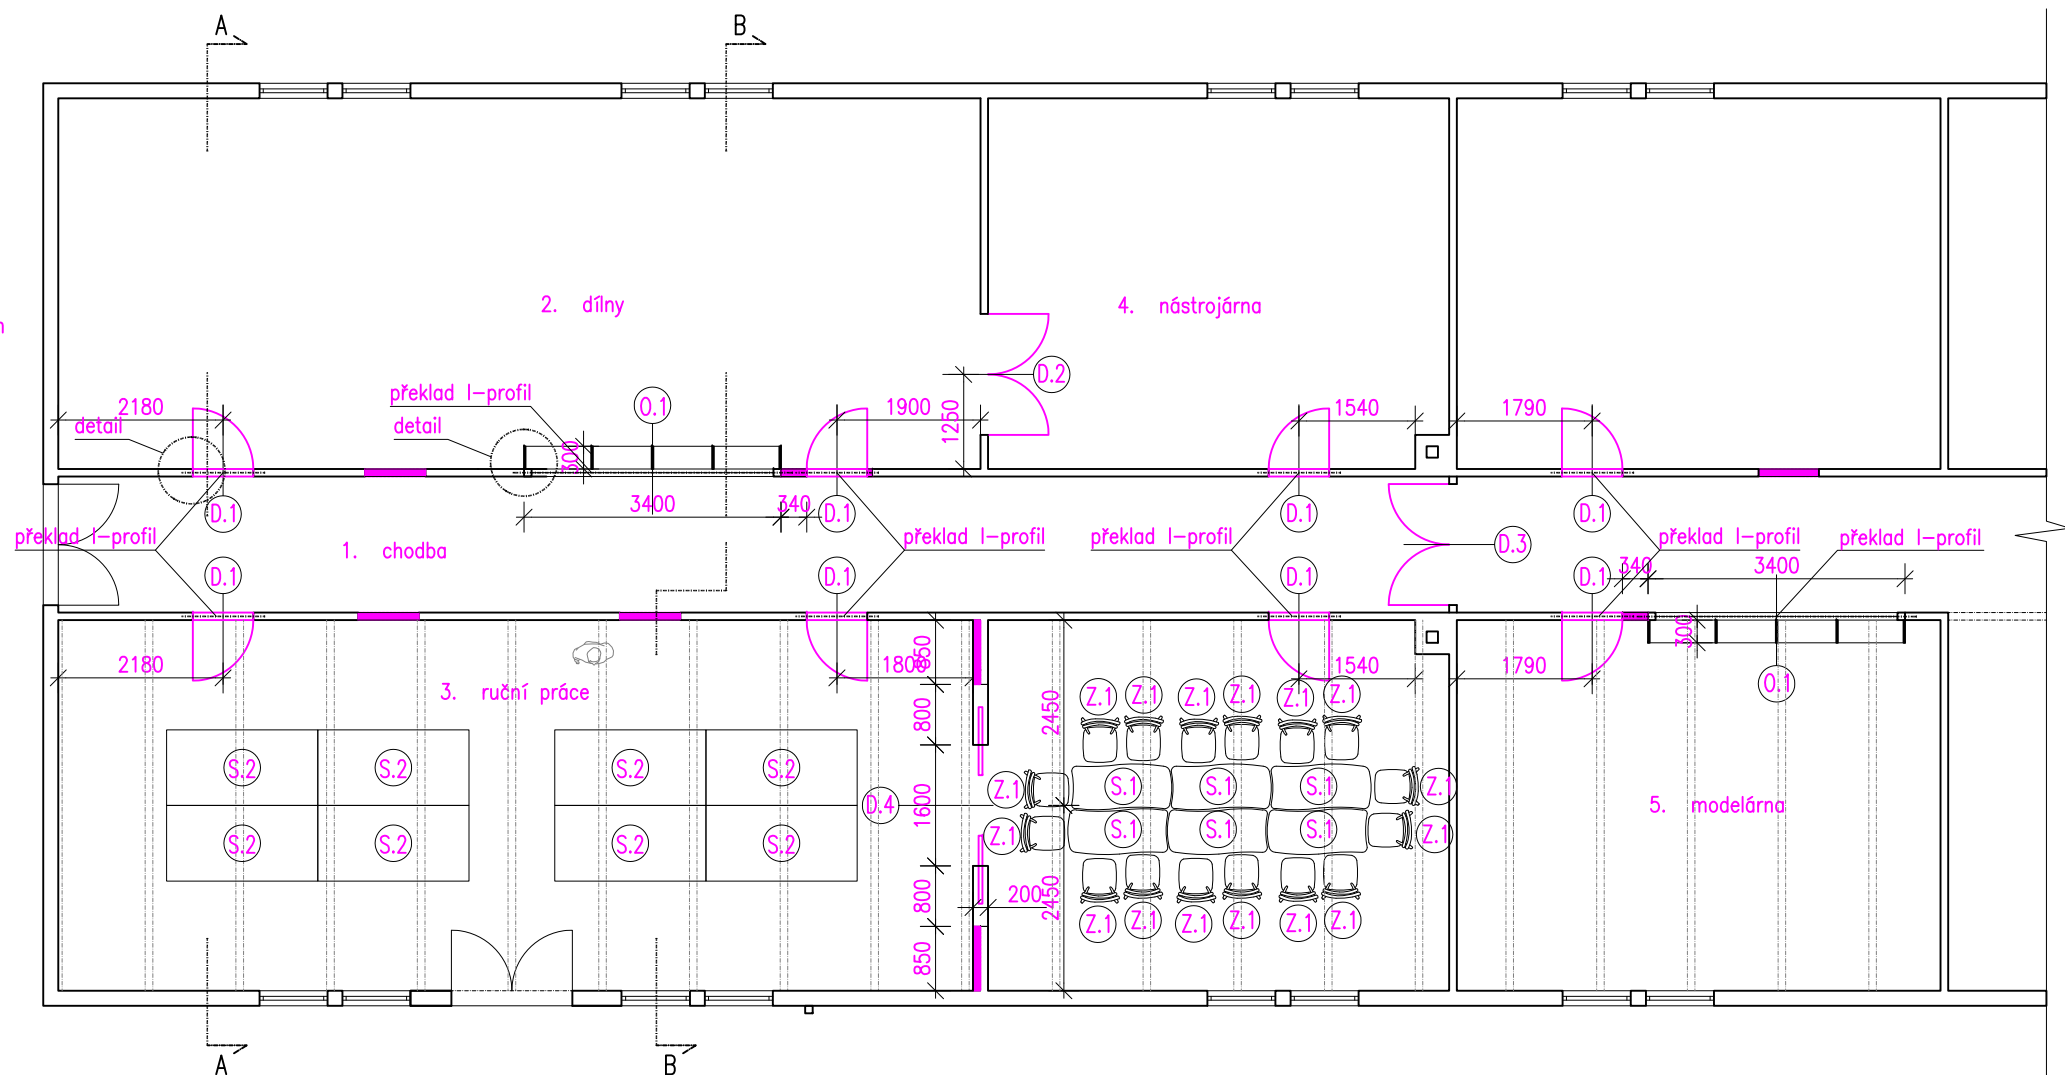 A
B
2. dílny
4. nástrojárna
n
D.2
překlad I-profil
O.1
2180
1900
1250
1540
1790
detail
detail
300
3400
340
D.1
D.1
D.1
D.1
překlad I-profil
1. chodba
překlad I-profil
překlad I-profil
D.3
překlad I-profil
překlad I-profil
340
3400
D.1
D.1
D.1
D.1
300
2180
3. ruční práce
1800
850
1540
1790
O.1
800
2450
Z.1
Z.1
Z.1
Z.1
Z.1
Z.1
S.2
S.2
S.2
S.2
Z.1
S.1
S.1
S.1
Z.1
D.4
1600
5. modelárna
S.2
S.2
S.2
S.2
Z.1
S.1
S.1
S.1
Z.1
800
200
2450
Z.1
Z.1
Z.1
Z.1
Z.1
Z.1
850
A
B